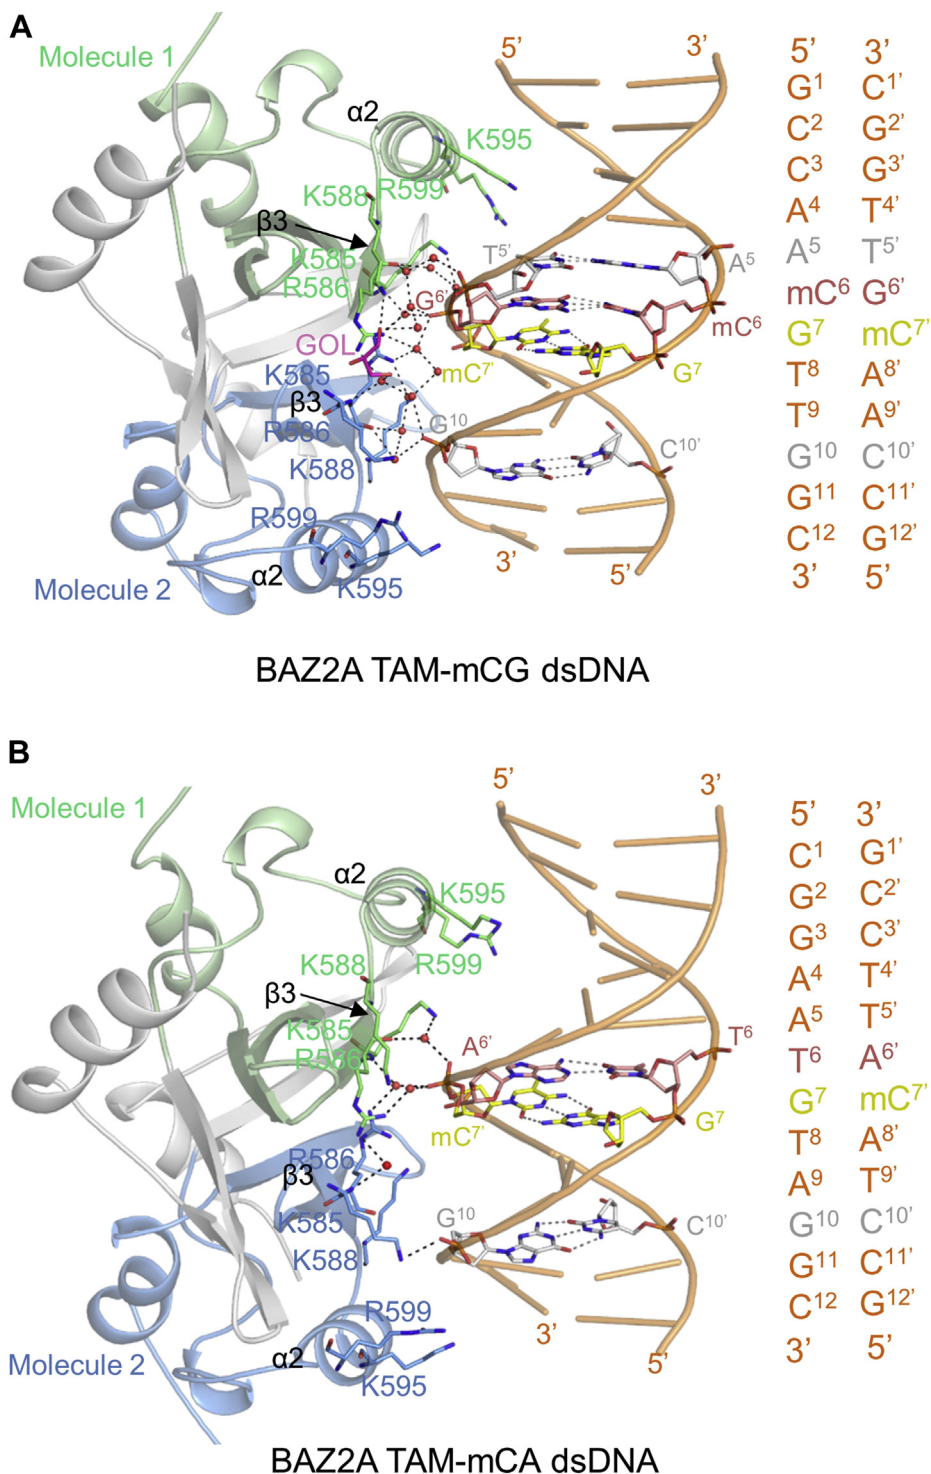 A
Molecule 1
5’
3’
α2
K595
K588
R599
β3
K585
R586
T5’
A5
G6’
mC6
GOL
mC7’
G7
K585
β3
R586
G10
C10’
K588
R599
α2
K595
Molecule 2
3’
5’
5’ 3’
G1 C1’
C2 G2’
C3 G3’
A4 T4’
A5 T5’
mC6 G6’
G7 mC7’
T8 A8’
T9 A9’
G10 C10’
G11 C11’
C12 G12’
3’ 5’
BAZ2A TAM-mCG dsDNA
B
Molecule 1
5’
3’
α2
K595
K588
R599
β3
K585
R586
A6’
T6
mC7’
G7
R586
β3
K585
G10
C10’
K588
R599
α2
K595
Molecule 2
3’
5’
5’ 3’
C1 G1’
G2 C2’
G3 C3’
A4 T4’
A5 T5’
T6 A6’
G7 mC7’
T8 A8’
A9 T9’
G10 C10’
G11 C11’
C12 G12’
3’ 5’
BAZ2A TAM-mCA dsDNA